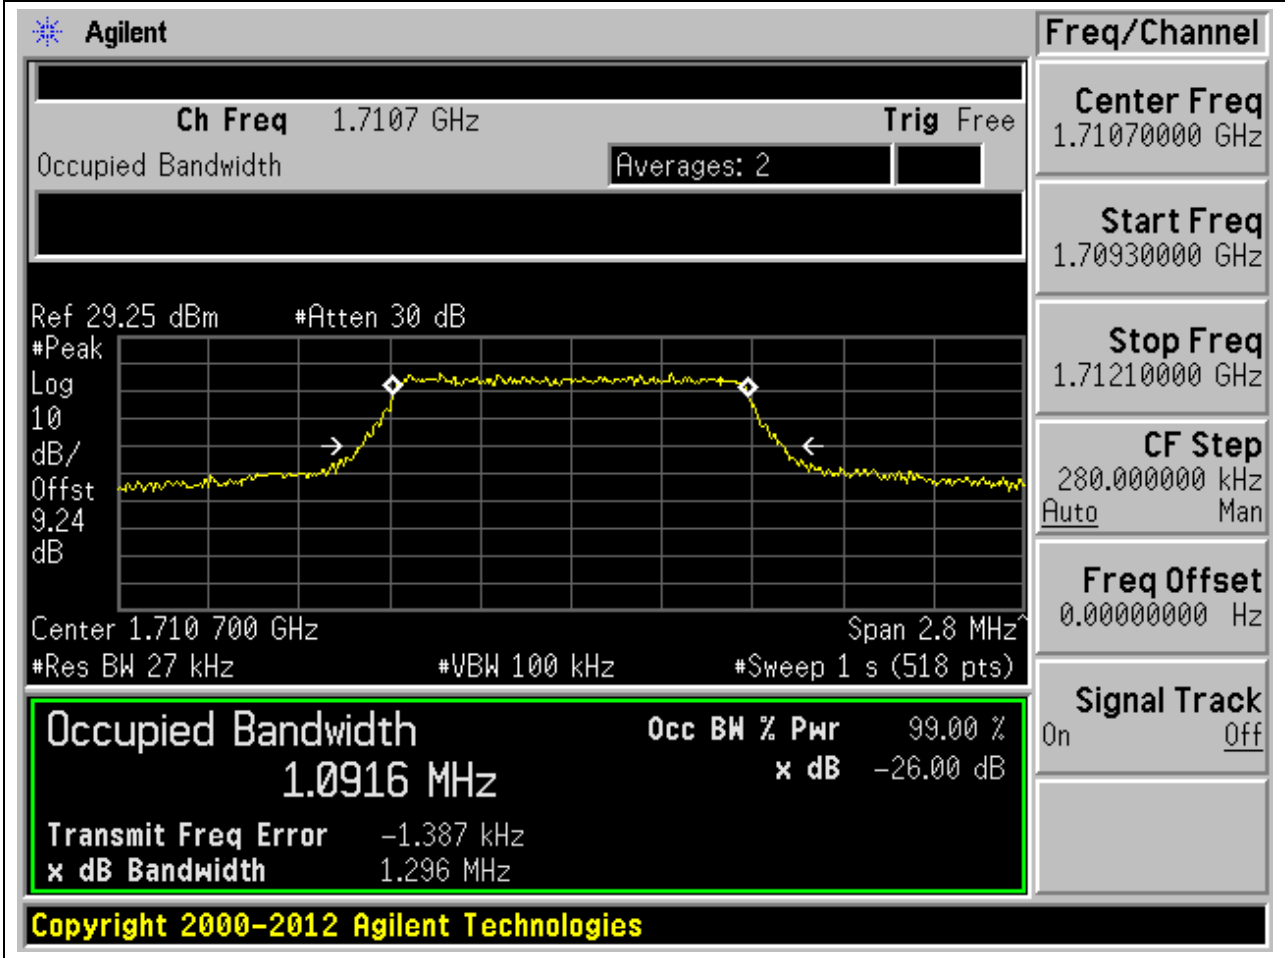 Agilent
Freq/Channel
Ch Freq 1.7107 GHz Trig Free
Occupied Bandwidth Averages: 2
Center Freq
1.71070000 GHz
Start Freq
1.70930000 GHz
Stop Freq
1.71210000 GHz
CF Step
280.000000 kHz
Auto Man
Freq Offset
0.00000000 Hz
Signal Track
On Off
Ref 29.25 dBm #Atten 30 dB
#Peak
Log
10
dB/
Offst
9.24
dB
Center 1.710 700 GHz Span 2.8 MHz^
#Res BW 27 kHz #VBW 100 kHz #Sweep 1 s (518 pts)
Occupied Bandwidth Occ BW % Pwr 99.00 %
1.0916 MHz x dB -26.00 dB
Transmit Freq Error -1.387 kHz
x dB Bandwidth 1.296 MHz
Copyright 2000-2012 Agilent Technologies